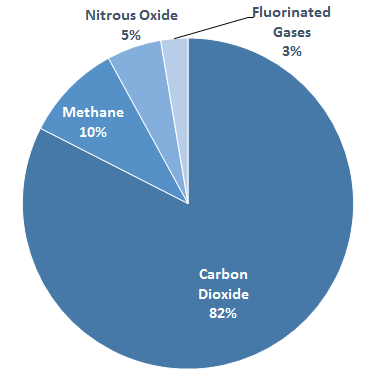 Nitrous Oxide
5%
Fluorinated
Gases
3%
Methane
10%
Carbon
Dioxide
82%